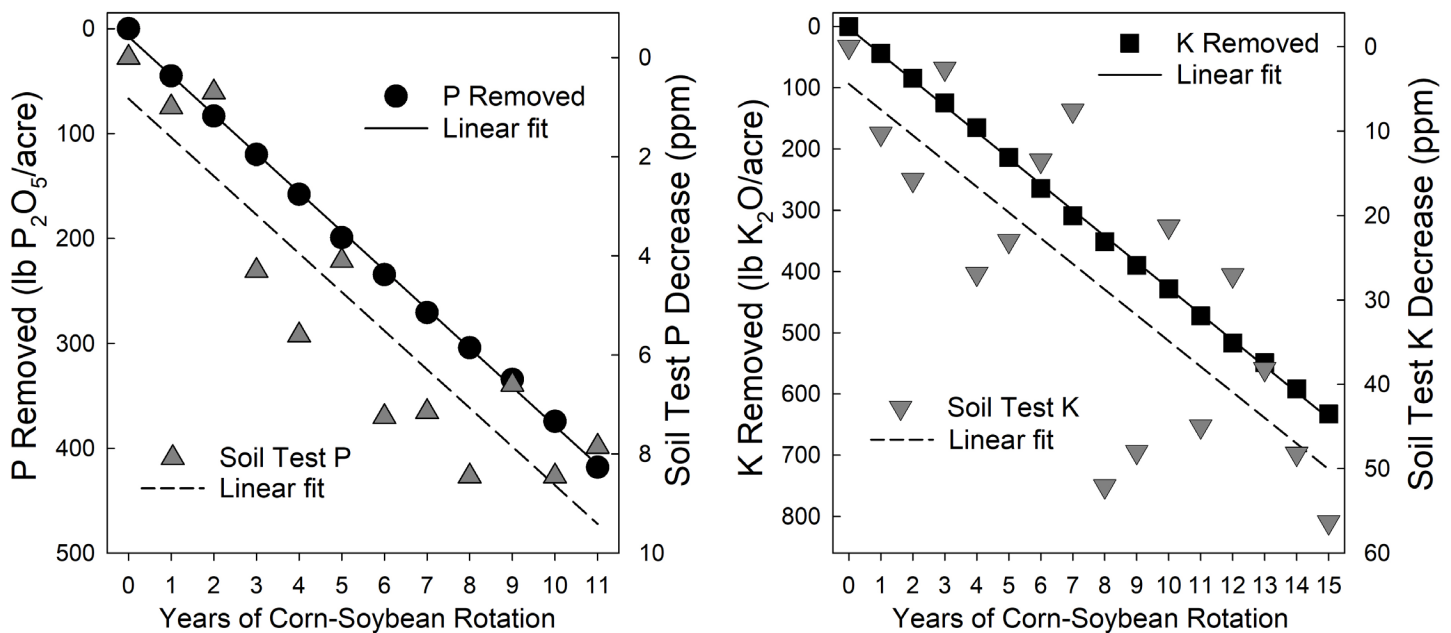 P Removed (lb P₂O₅/acre)
0
100
200
300
400
500
P Removed
Linear fit
Soil Test P
Linear fit
0
2
4
6
8
10
Soil Test P Decrease (ppm)
0 1 2 3 4 5 6 7 8 9 10 11
Years of Corn-Soybean Rotation
K Removed (lb K₂O/acre)
0
100
200
300
400
500
600
700
800
K Removed
Linear fit
Soil Test K
Linear fit
0
10
20
30
40
50
60
Soil Test K Decrease (ppm)
0 1 2 3 4 5 6 7 8 9 10 11 12 13 14 15
Years of Corn-Soybean Rotation